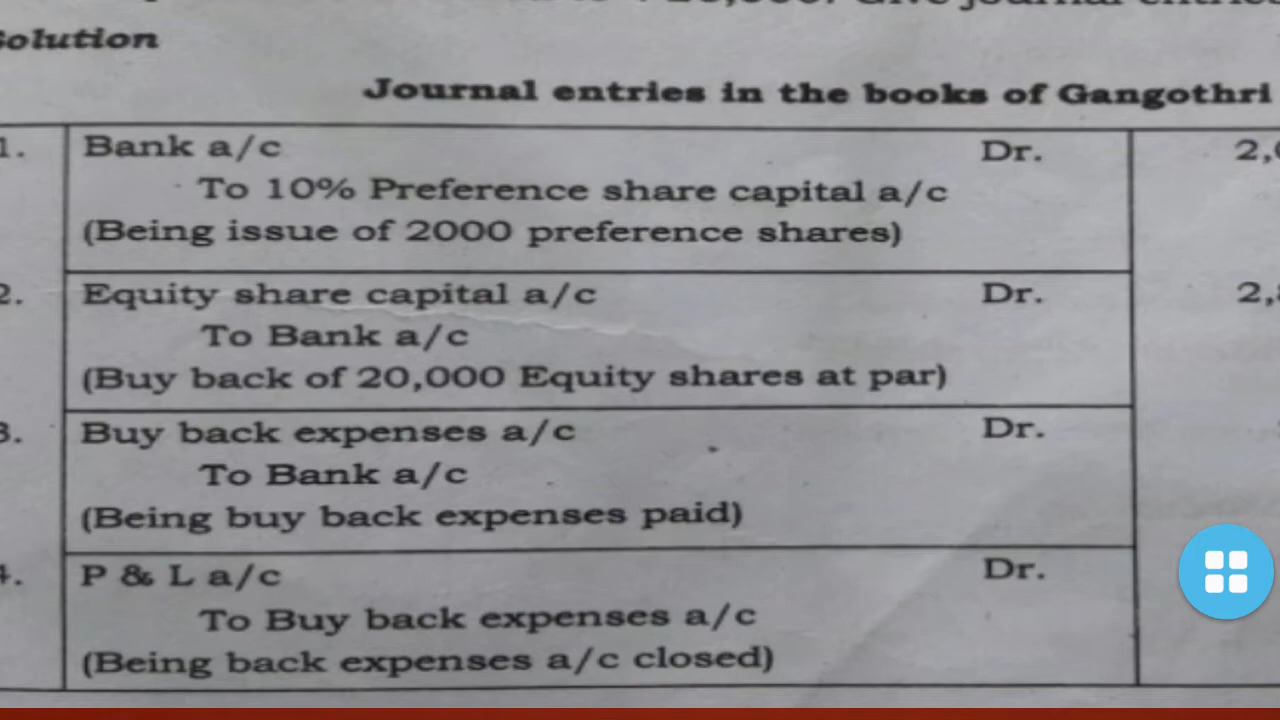 Solution
Journal entries in the books of Gangothri
1. Bank a/c Dr.
To 10% Preference share capital a/c
(Being issue of 2000 preference shares)
2. Equity share capital a/c Dr.
To Bank a/c
(Buy back of 20,000 Equity shares at par)
3. Buy back expenses a/c Dr.
To Bank a/c
(Being buy back expenses paid)
4. P & L a/c Dr.
To Buy back expenses a/c
(Being back expenses a/c closed)